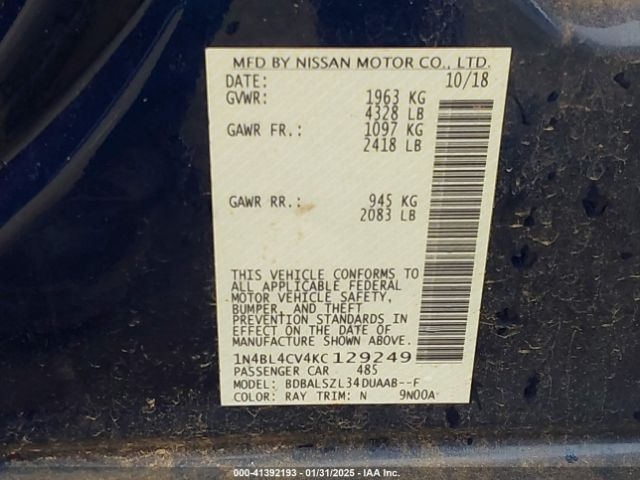 MFD BY NISSAN MOTOR CO., LTD.
DATE: 10/18
GVWR: 1963 KG
4328 LB
GAWR FR.: 1097 KG
2418 LB
GAWR RR.: 945 KG
2083 LB
THIS VEHICLE CONFORMS TO
ALL APPLICABLE FEDERAL
MOTOR VEHICLE SAFETY,
BUMPER, AND THEFT
PREVENTION STANDARDS IN
EFFECT ON THE DATE OF
MANUFACTURE SHOWN ABOVE.
1N4BL4CV4KC129249
PASSENGER CAR 485
MODEL: BDBALSZL34DUAAB--F
COLOR: RAY TRIM: N 9N00A
000-41392193 - 01/31/2025 - IAA Inc.